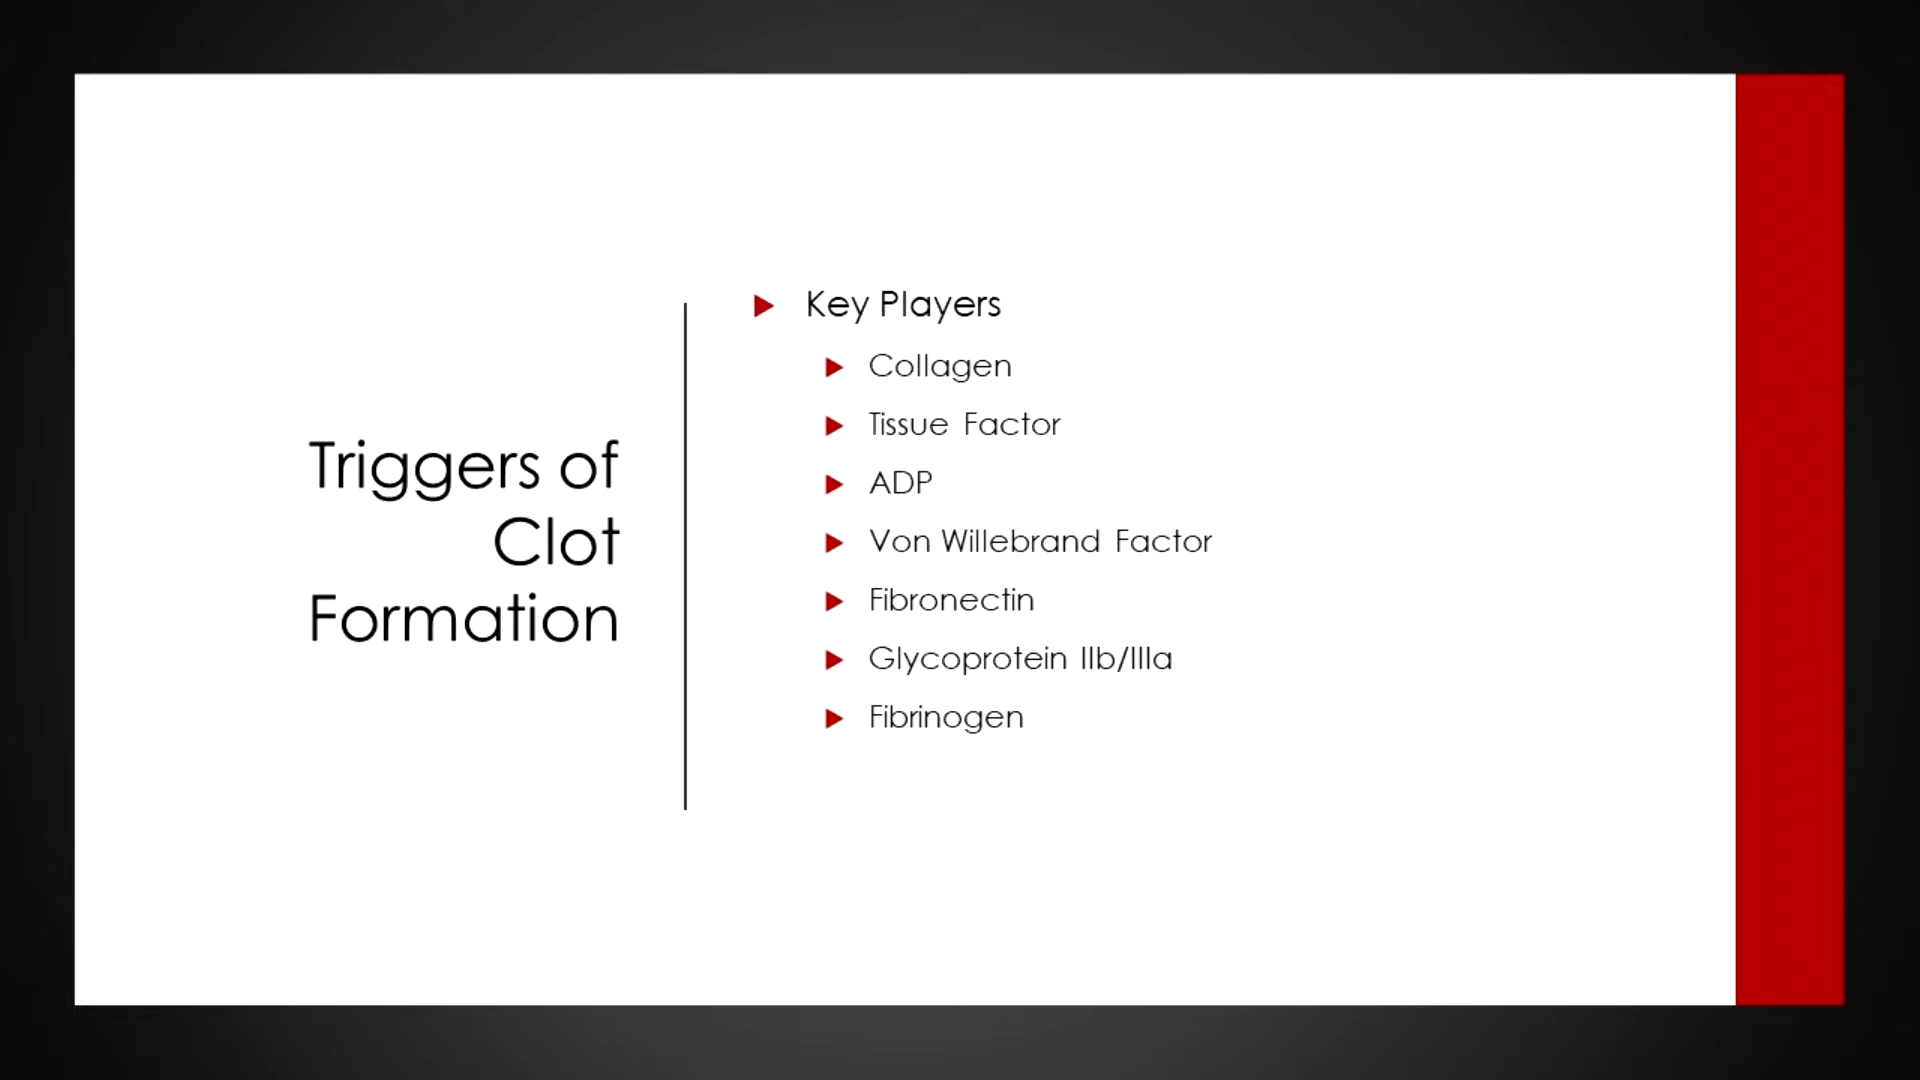 Triggers of
Clot
Formation
Key Players
Collagen
Tissue Factor
ADP
Von Willebrand Factor
Fibronectin
Glycoprotein IIb/IIIa
Fibrinogen